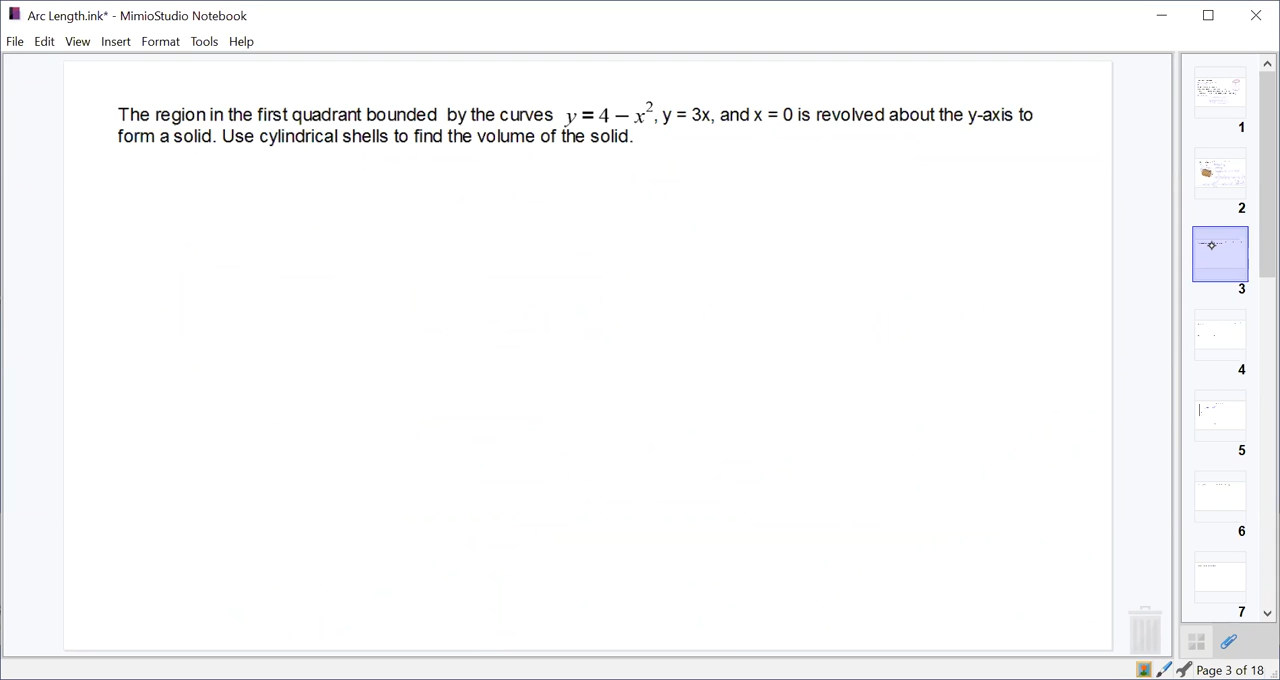 Arc Length.ink* - MimioStudio Notebook
File Edit View Insert Format Tools Help
The region in the first quadrant bounded by the curves y = 4 − x², y = 3x, and x = 0 is revolved about the y-axis to
form a solid. Use cylindrical shells to find the volume of the solid.
1
2
3
4
5
6
7
Page 3 of 18